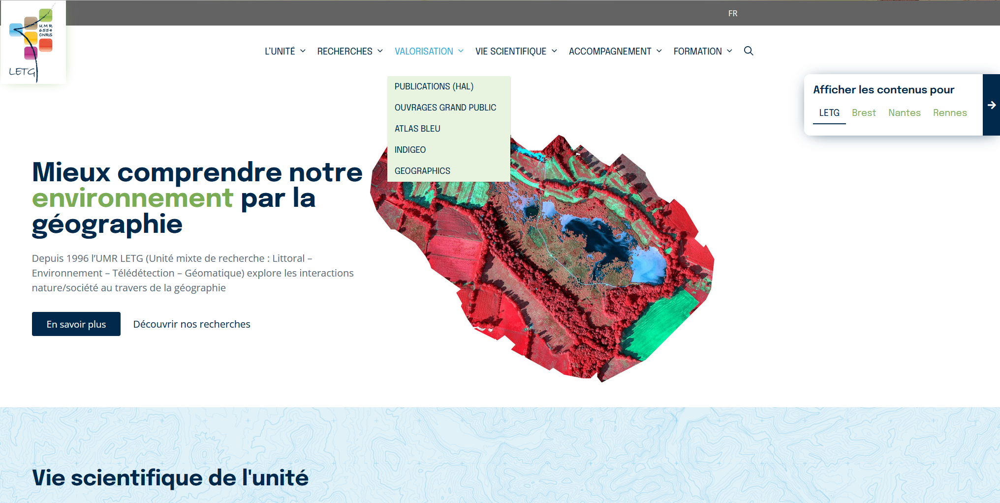 FR
UMR
6554
CNRS
LETG
L’UNITÉ RECHERCHES VALORISATION VIE SCIENTIFIQUE ACCOMPAGNEMENT FORMATION
PUBLICATIONS (HAL)
OUVRAGES GRAND PUBLIC
ATLAS BLEU
INDIGEO
GEOGRAPHICS
Afficher les contenus pour
LETG Brest Nantes Rennes
Mieux comprendre notre
environnement par la
géographie
Depuis 1996 l’UMR LETG (Unité mixte de recherche : Littoral –
Environnement – Télédétection – Géomatique) explore les interactions
nature/société au travers de la géographie
En savoir plus Découvrir nos recherches
Vie scientifique de l'unité